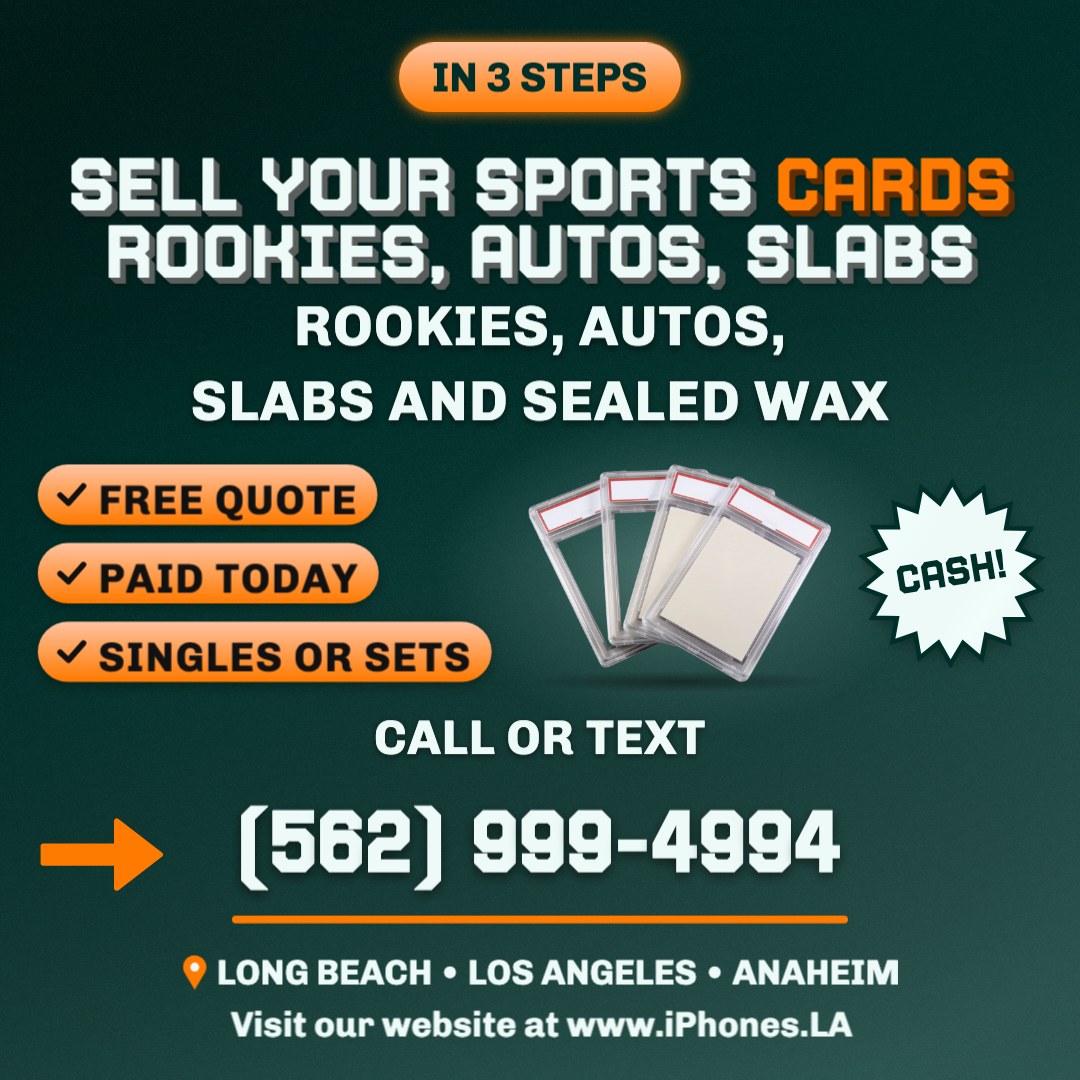 IN 3 STEPS
SELL YOUR SPORTS CARDS
ROOKIES, AUTOS, SLABS
ROOKIES, AUTOS,
SLABS AND SEALED WAX
✓ FREE QUOTE
✓ PAID TODAY
✓ SINGLES OR SETS
CASH!
CALL OR TEXT
(562) 999-4994
LONG BEACH • LOS ANGELES • ANAHEIM
Visit our website at www.iPhones.LA